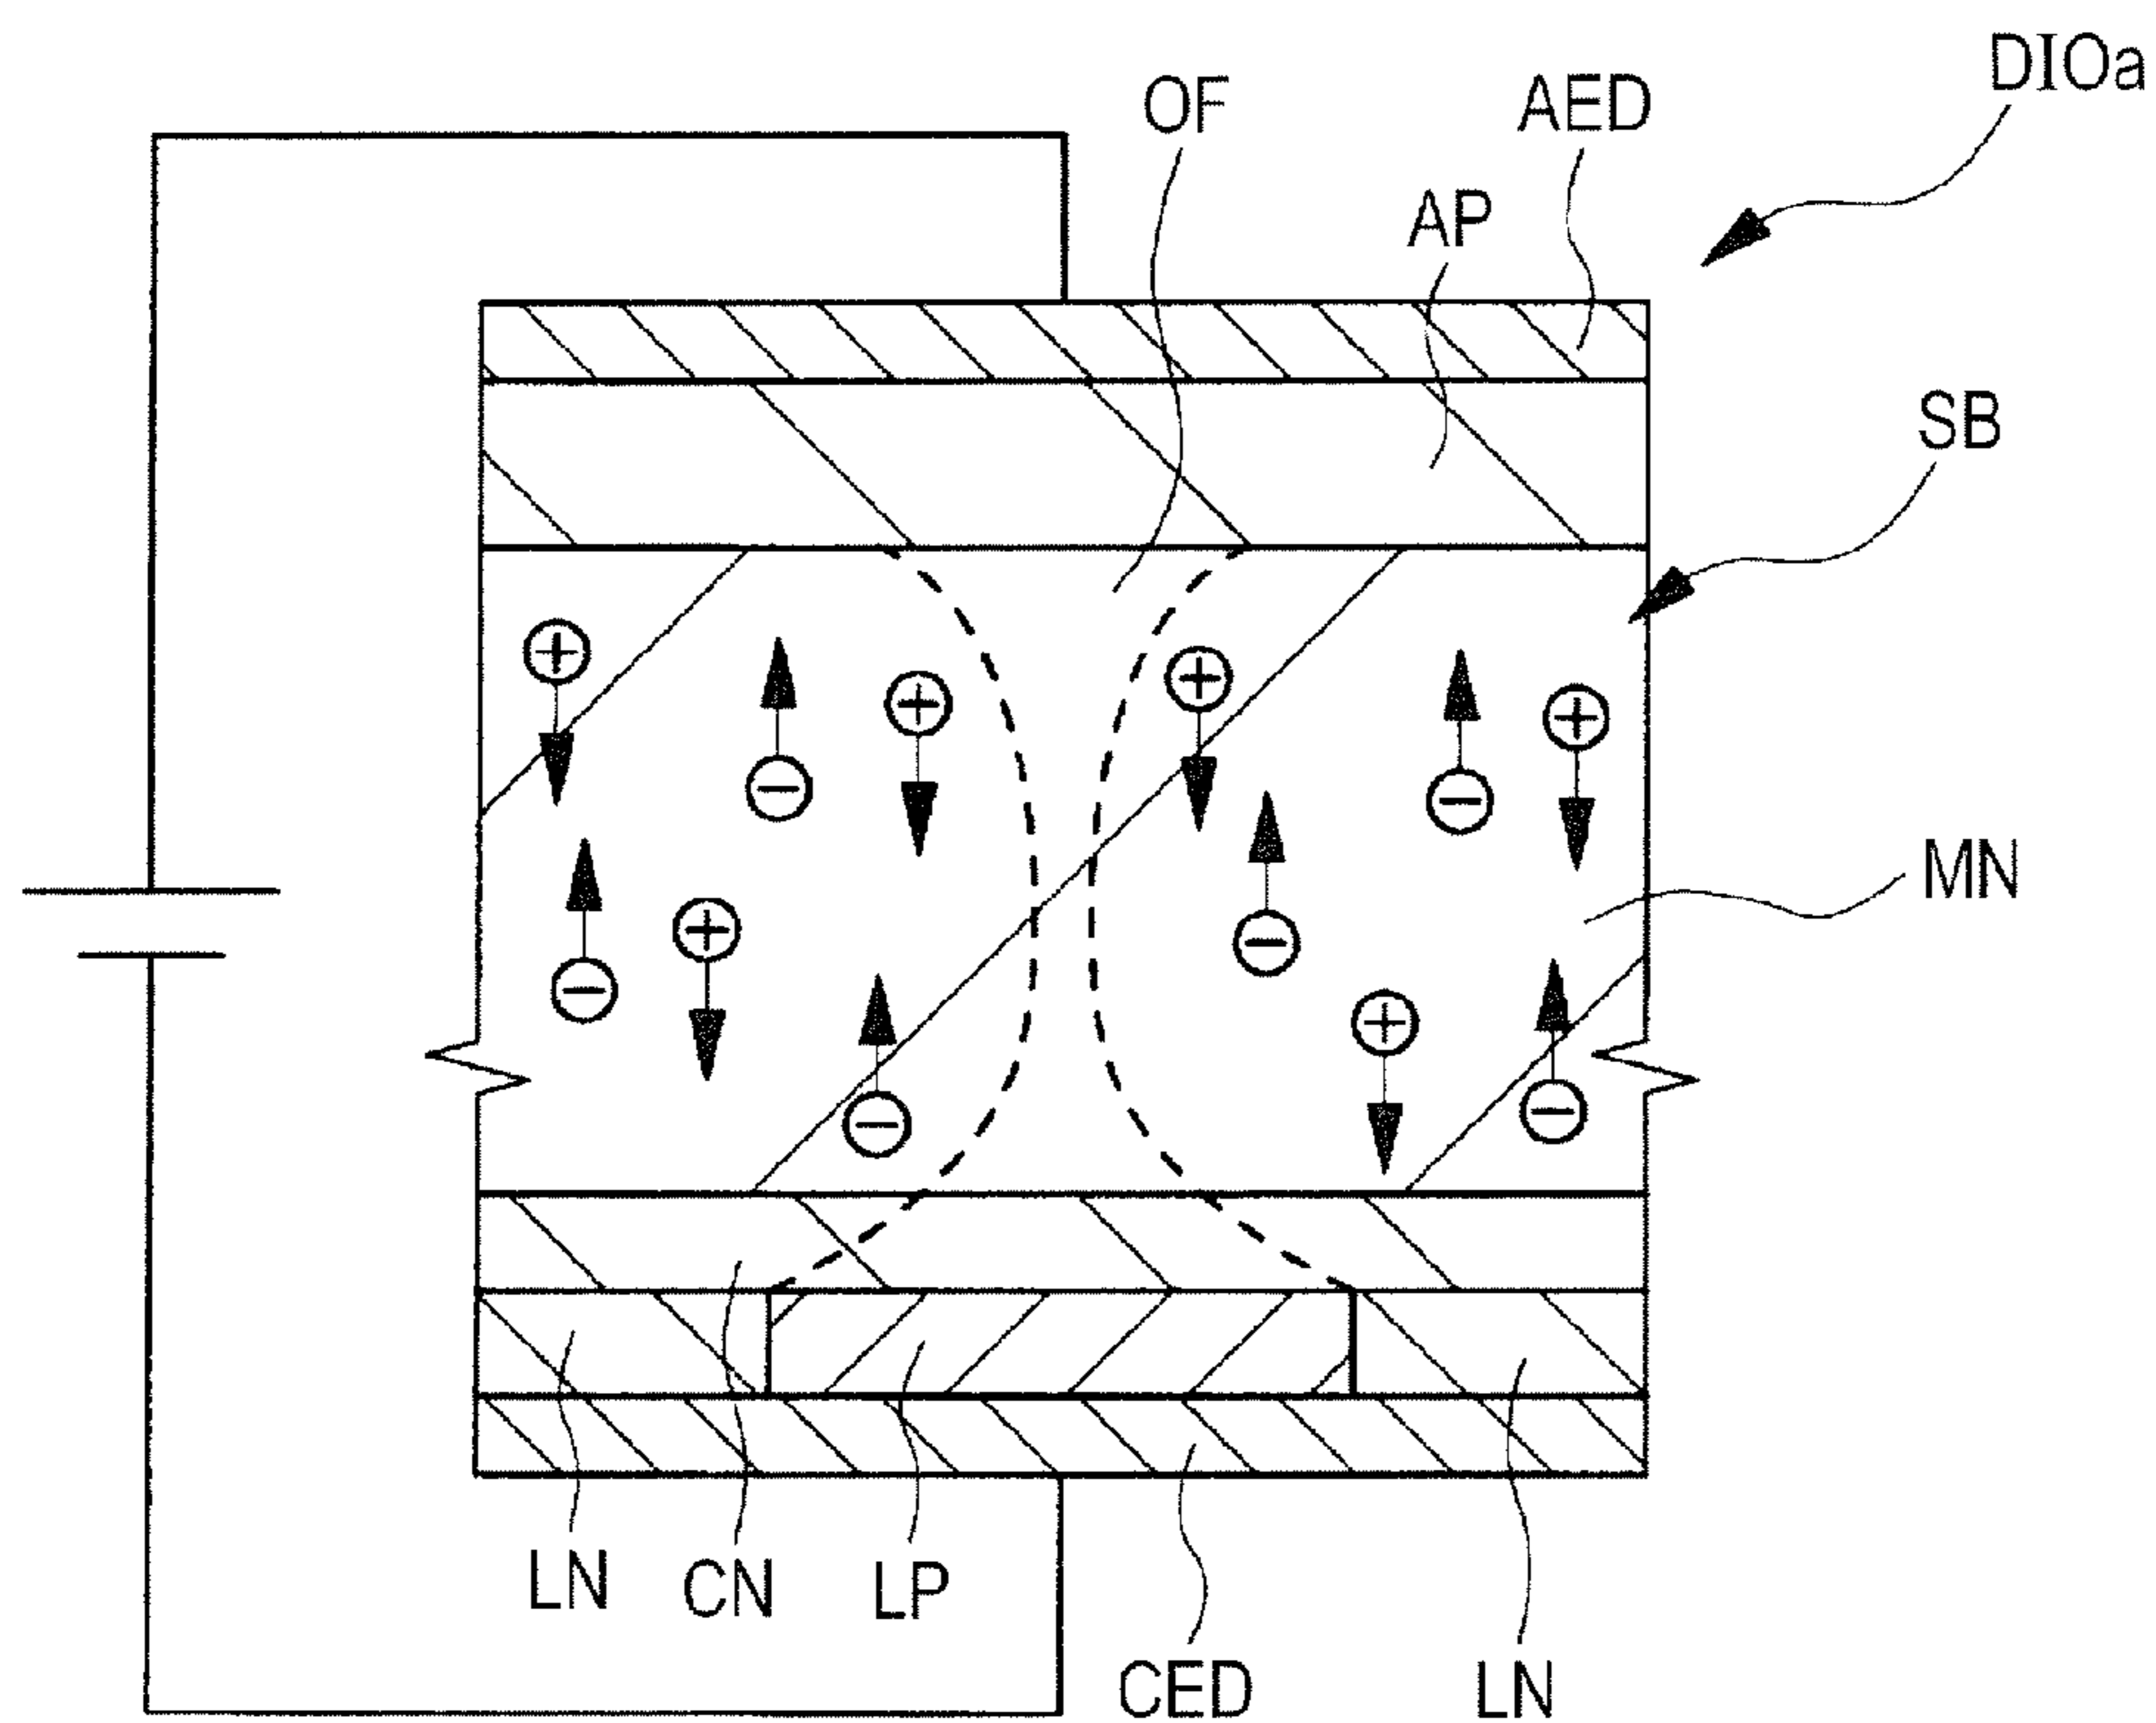 DIOa
OF
AED
AP
SB
MN
LN
CN
LP
CED
LN